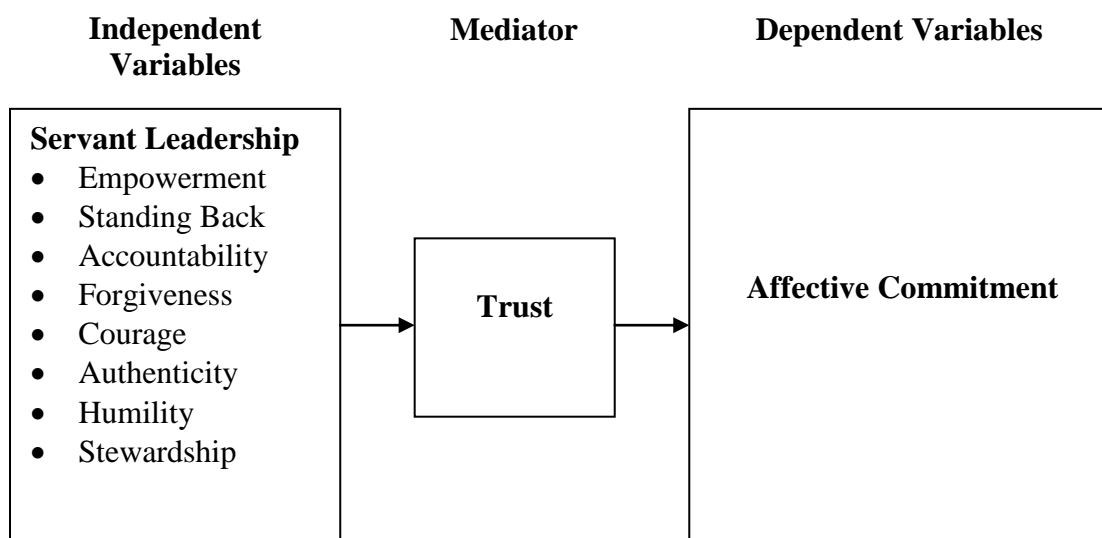 Independent Variables
Mediator
Dependent Variables
Servant Leadership
• Empowerment
• Standing Back
• Accountability
• Forgiveness
• Courage
• Authenticity
• Humility
• Stewardship
Trust
Affective Commitment